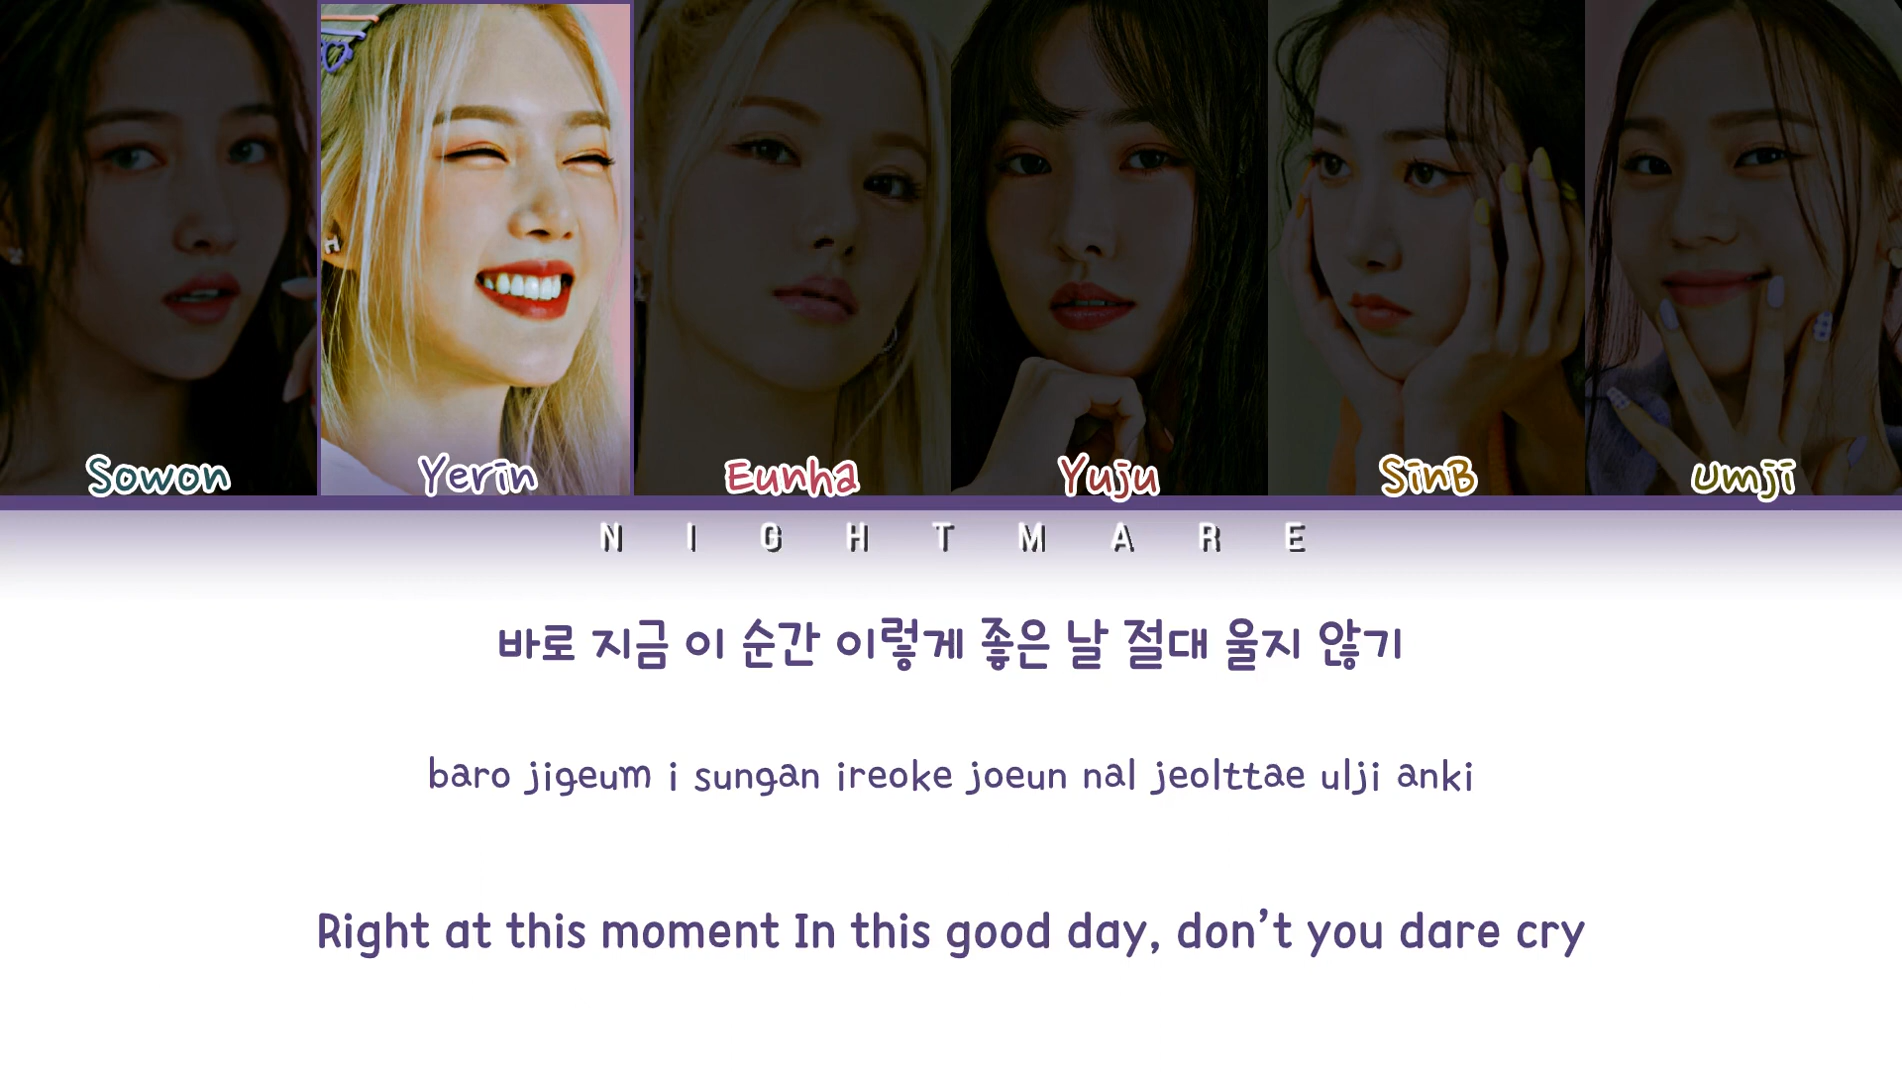 Sowon Yerin Eunha Yuju SinB Umji
NIGHTMARE
바로 지금 이 순간 이렇게 좋은 날 절대 울지 않기
baro jigeum i sungan ireoke joeun nal jeolttae ulji anki
Right at this moment In this good day, don’t you dare cry